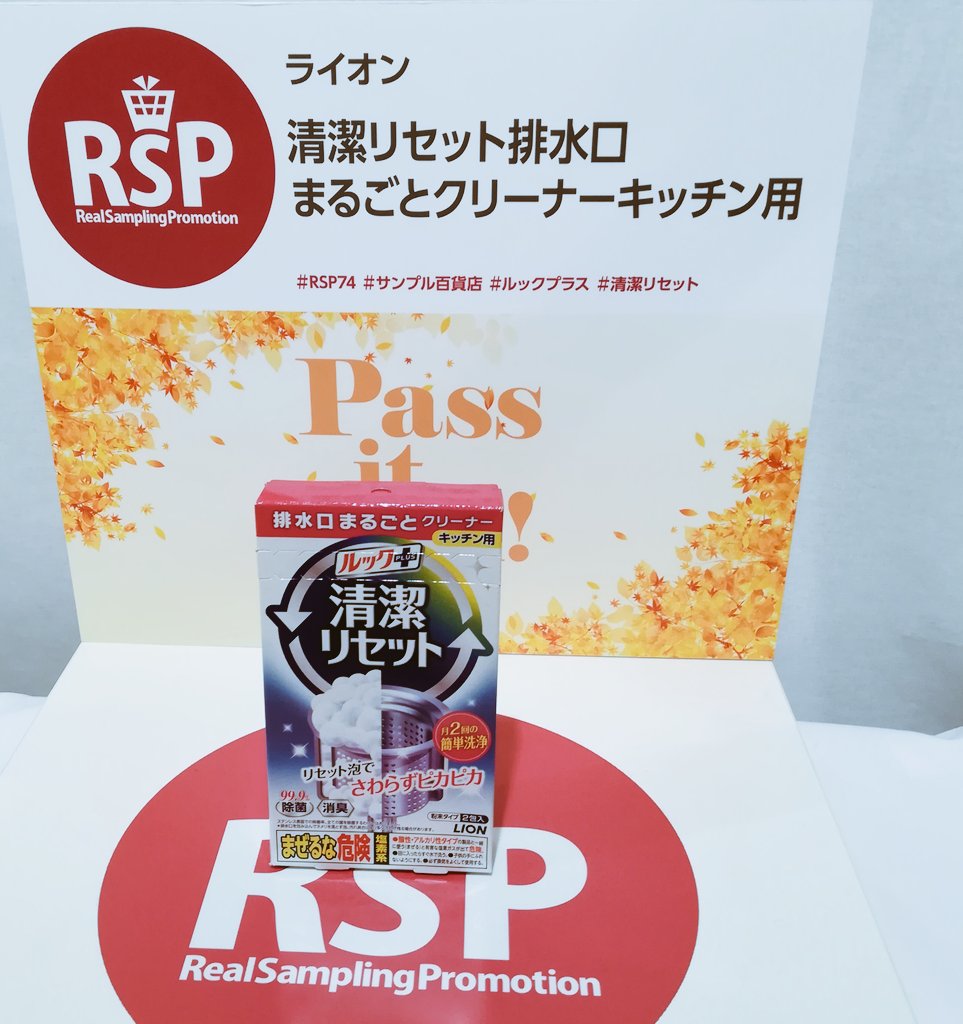 RSP
Real Sampling Promotion
ライオン
清潔リセット排水口
まるごとクリーナーキッチン用
#RSP74 #サンプル百貨店 #ルックプラス #清潔リセット
Pass
it
!
排水口まるごとクリーナー
キッチン用
ルック+PLUS
清潔
リセット
月2回の
簡単洗浄
リセット泡で
さわらずピカピカ
99.9%
除菌 消臭
粉末タイプ 2包入
LION
まぜるな危険 塩素系
RSP
Real Sampling Promotion